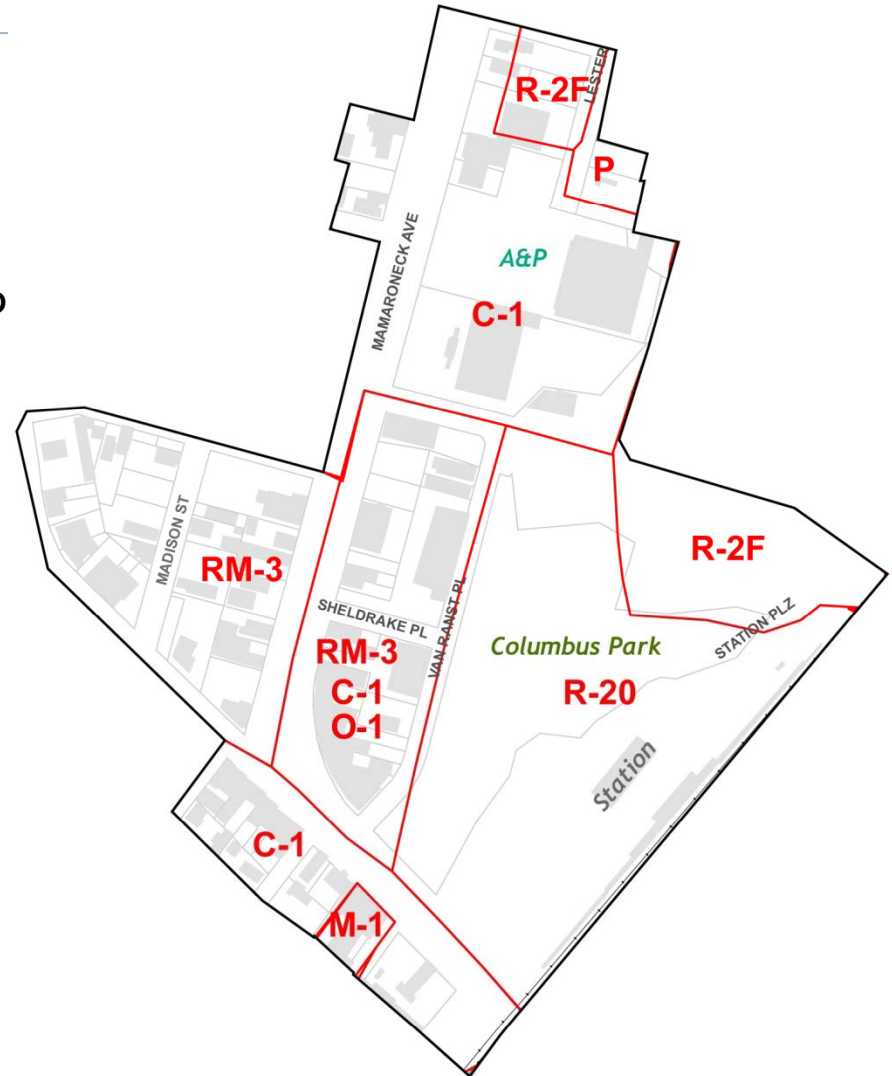 R-2F
LESTER
P
A&P
C-1
MAMARONECK AVE
MADISON ST
RM-3
R-2F
SHELDRAKE PL
VAN RANST PL
STATION PLZ
RM-3
C-1
O-1
Columbus Park
R-20
Station
C-1
M-1